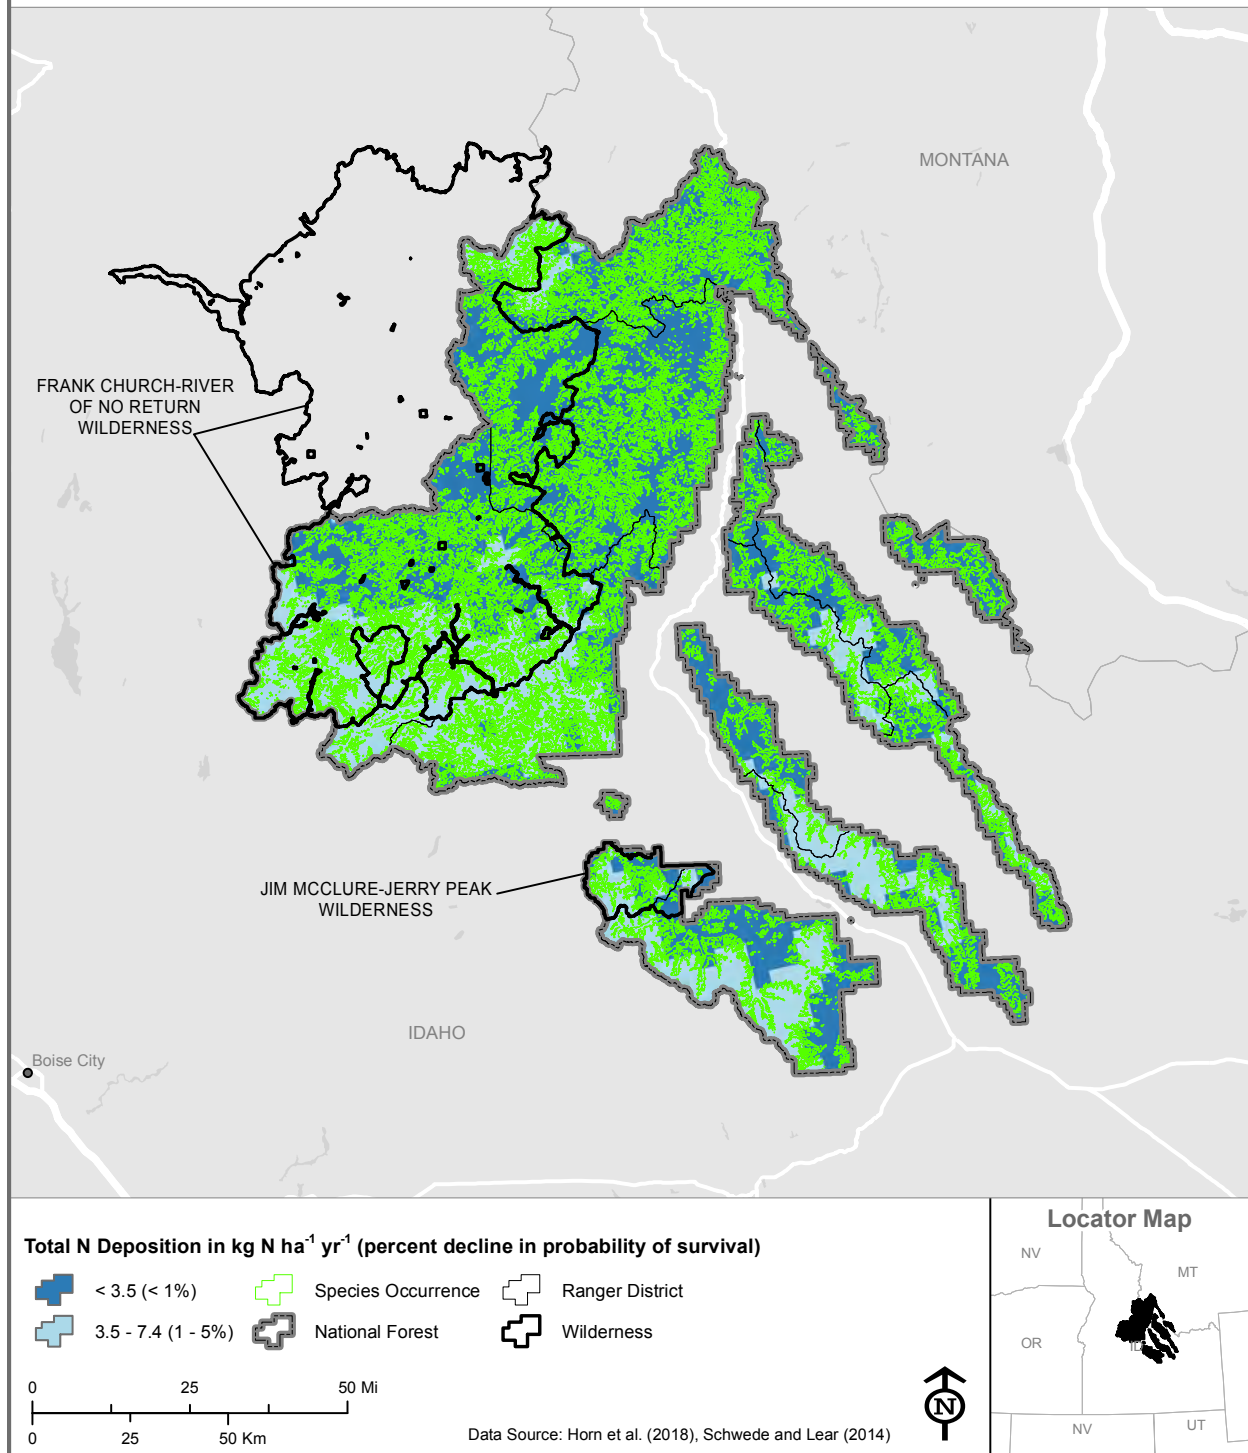 MONTANA
FRANK CHURCH-RIVER
OF NO RETURN
WILDERNESS
JIM MCCLURE-JERRY PEAK
WILDERNESS
IDAHO
Boise City
Total N Deposition in kg N ha⁻¹ yr⁻¹ (percent decline in probability of survival)
< 3.5 (< 1%)
Species Occurrence
Ranger District
3.5 - 7.4 (1 - 5%)
National Forest
Wilderness
0 25 50 Mi
0 25 50 Km
Data Source: Horn et al. (2018), Schwede and Lear (2014)
N
Locator Map
NV
MT
OR
ID
NV
UT